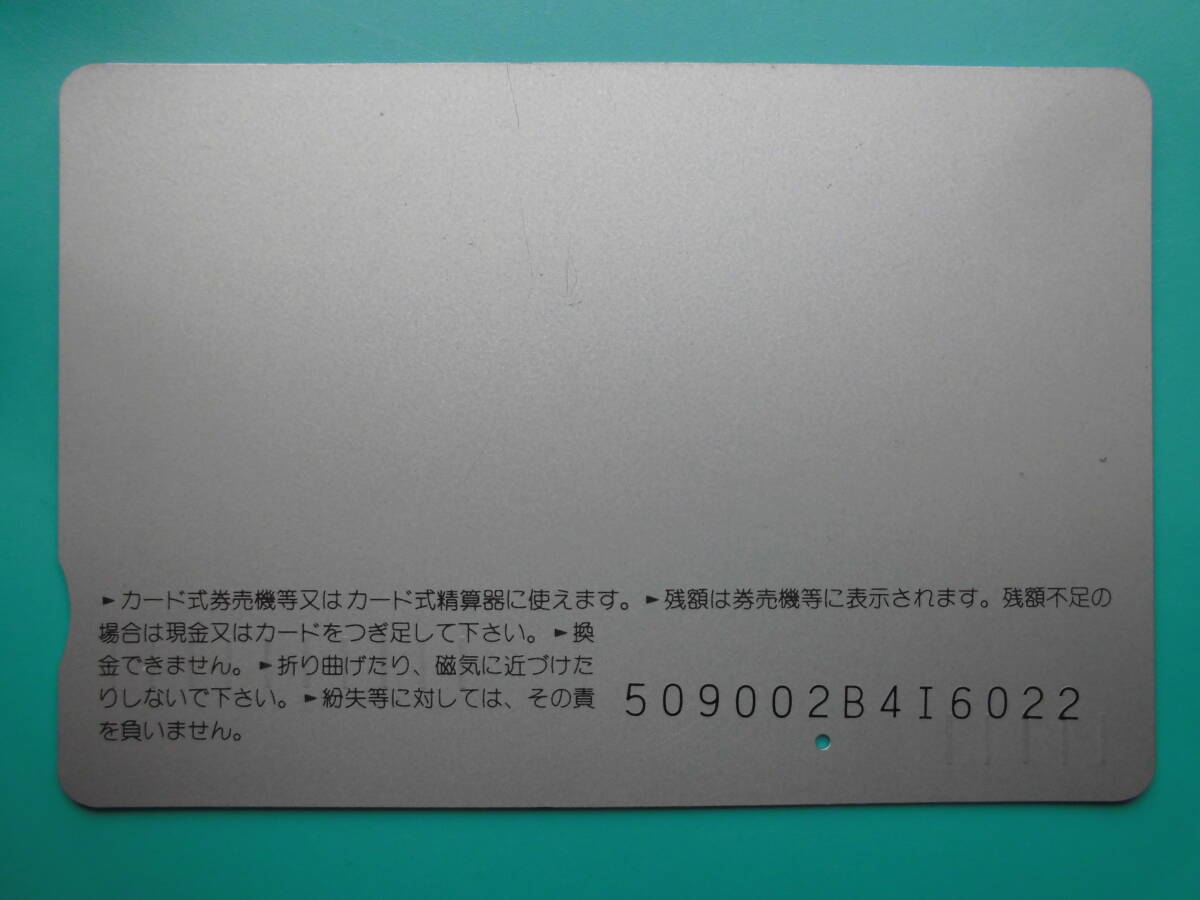 ►カード式券売機等又はカード式精算器に使えます。►残額は券売機等に表示されます。残額不足の
場合は現金又はカードをつぎ足して下さい。►換
金できません。►折り曲げたり、磁気に近づけた
りしないで下さい。►紛失等に対しては、その責
を負いません。
509002B4I6022